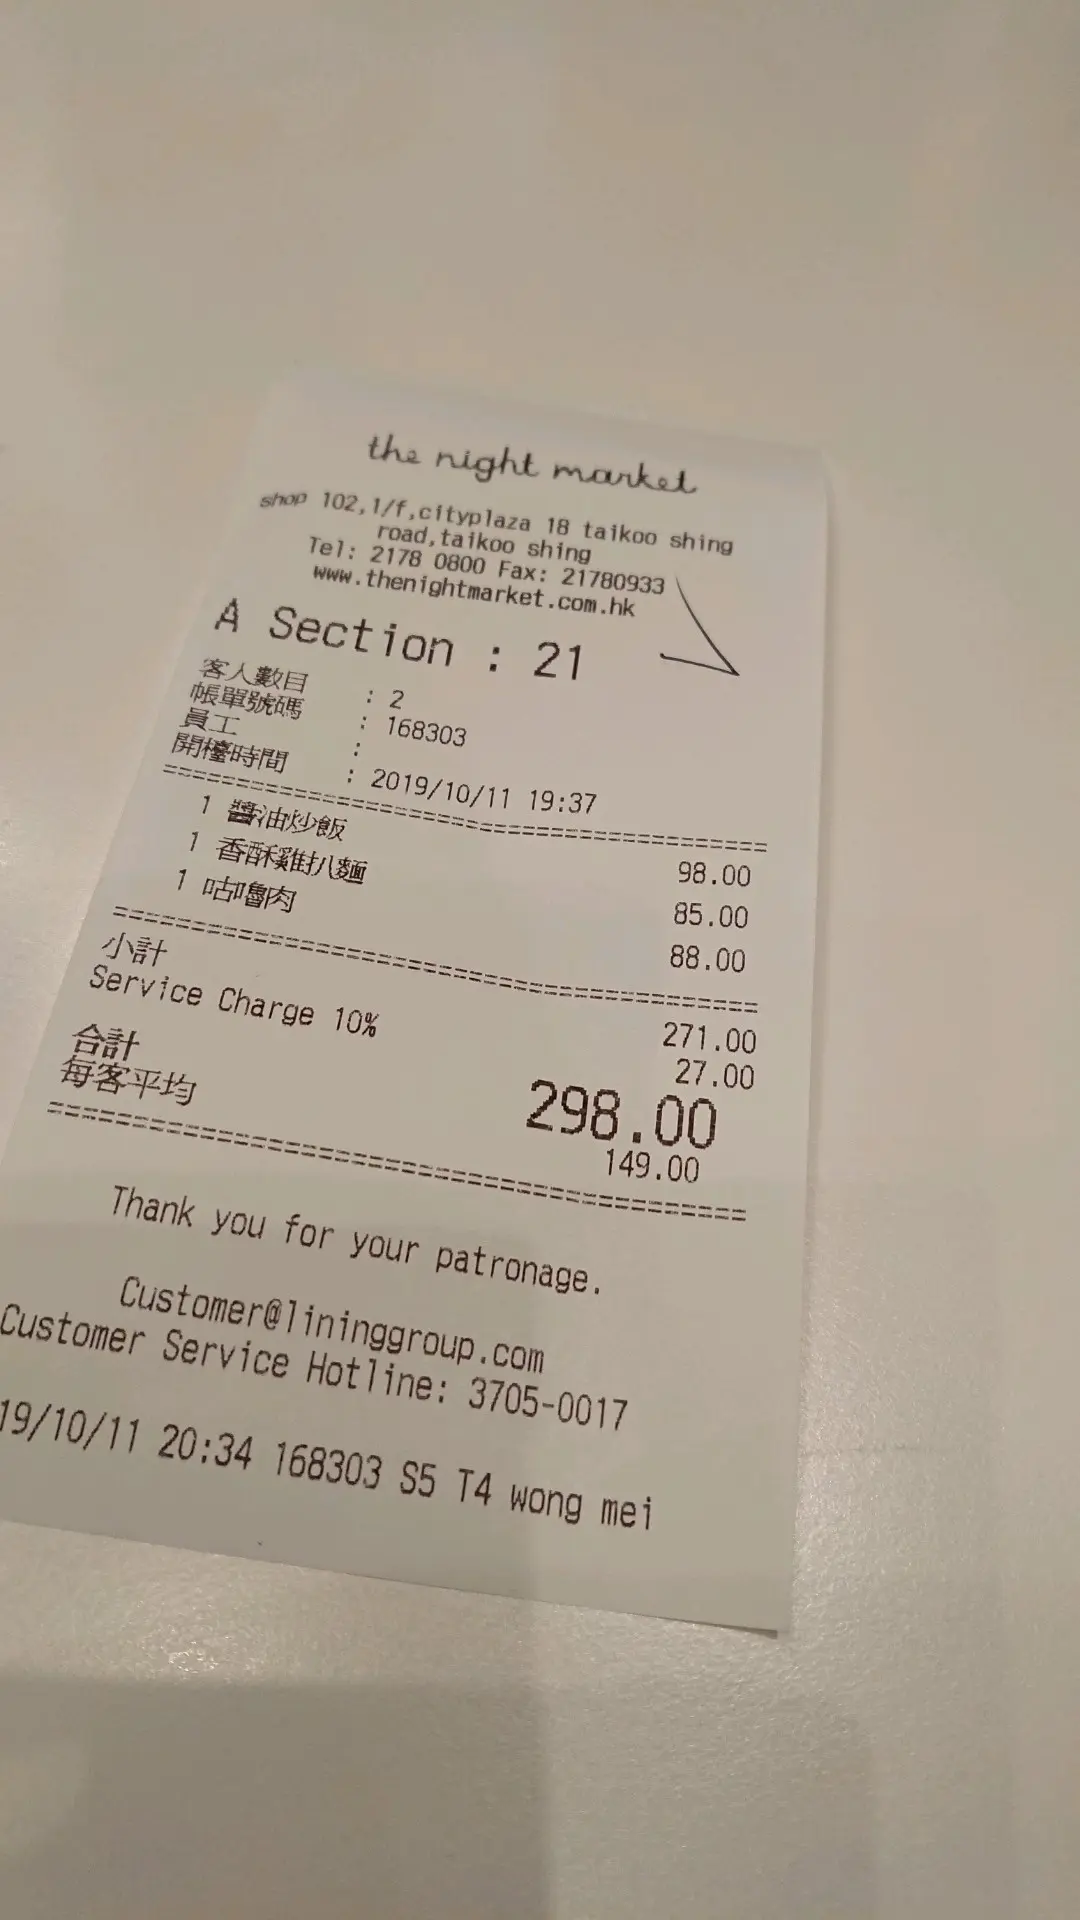 the night market
shop 102,1/f,cityplaza 18 taikoo shing
road,taikoo shing
Tel: 2178 0800 Fax: 21780933
www.thenightmarket.com.hk
A Section : 21
客人數目 : 2
帳單號碼 : 168303
員工 :
開檯時間 : 2019/10/11 19:37
1 醬油炒飯 98.00
1 香酥雞扒麵 85.00
1 咕嚕肉 88.00
小計 271.00
Service Charge 10% 27.00
合計 298.00
每客平均 149.00
Thank you for your patronage.
Customer@lininggroup.com
Customer Service Hotline: 3705-0017
19/10/11 20:34 168303 S5 T4 wong mei